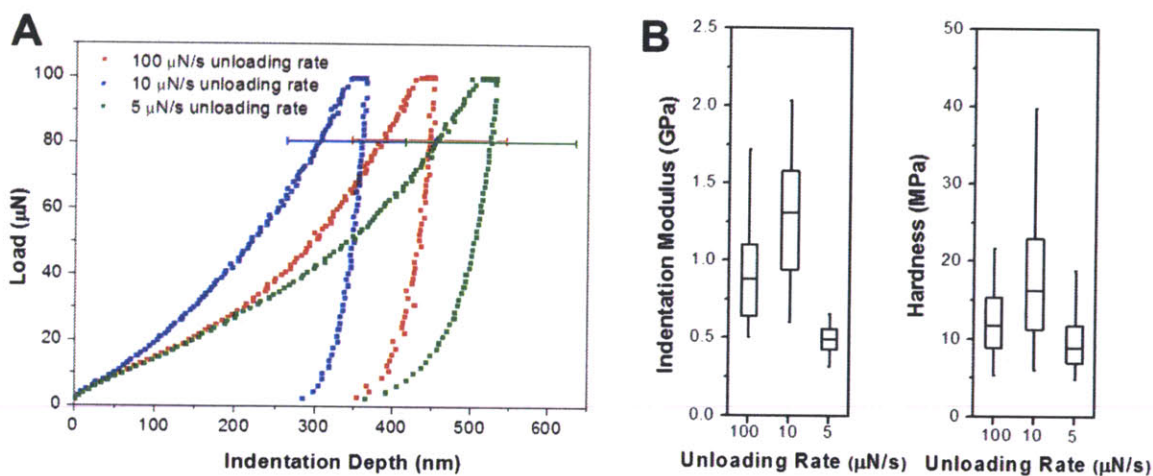 A
100 μN/s unloading rate
10 μN/s unloading rate
5 μN/s unloading rate
100
80
60
40
20
0
Load (μN)
0 100 200 300 400 500 600
Indentation Depth (nm)
B
2.5
2.0
1.5
1.0
0.5
0.0
Indentation Modulus (GPa)
100 10 5
Unloading Rate (μN/s)
50
40
30
20
10
0
Hardness (MPa)
100 10 5
Unloading Rate (μN/s)